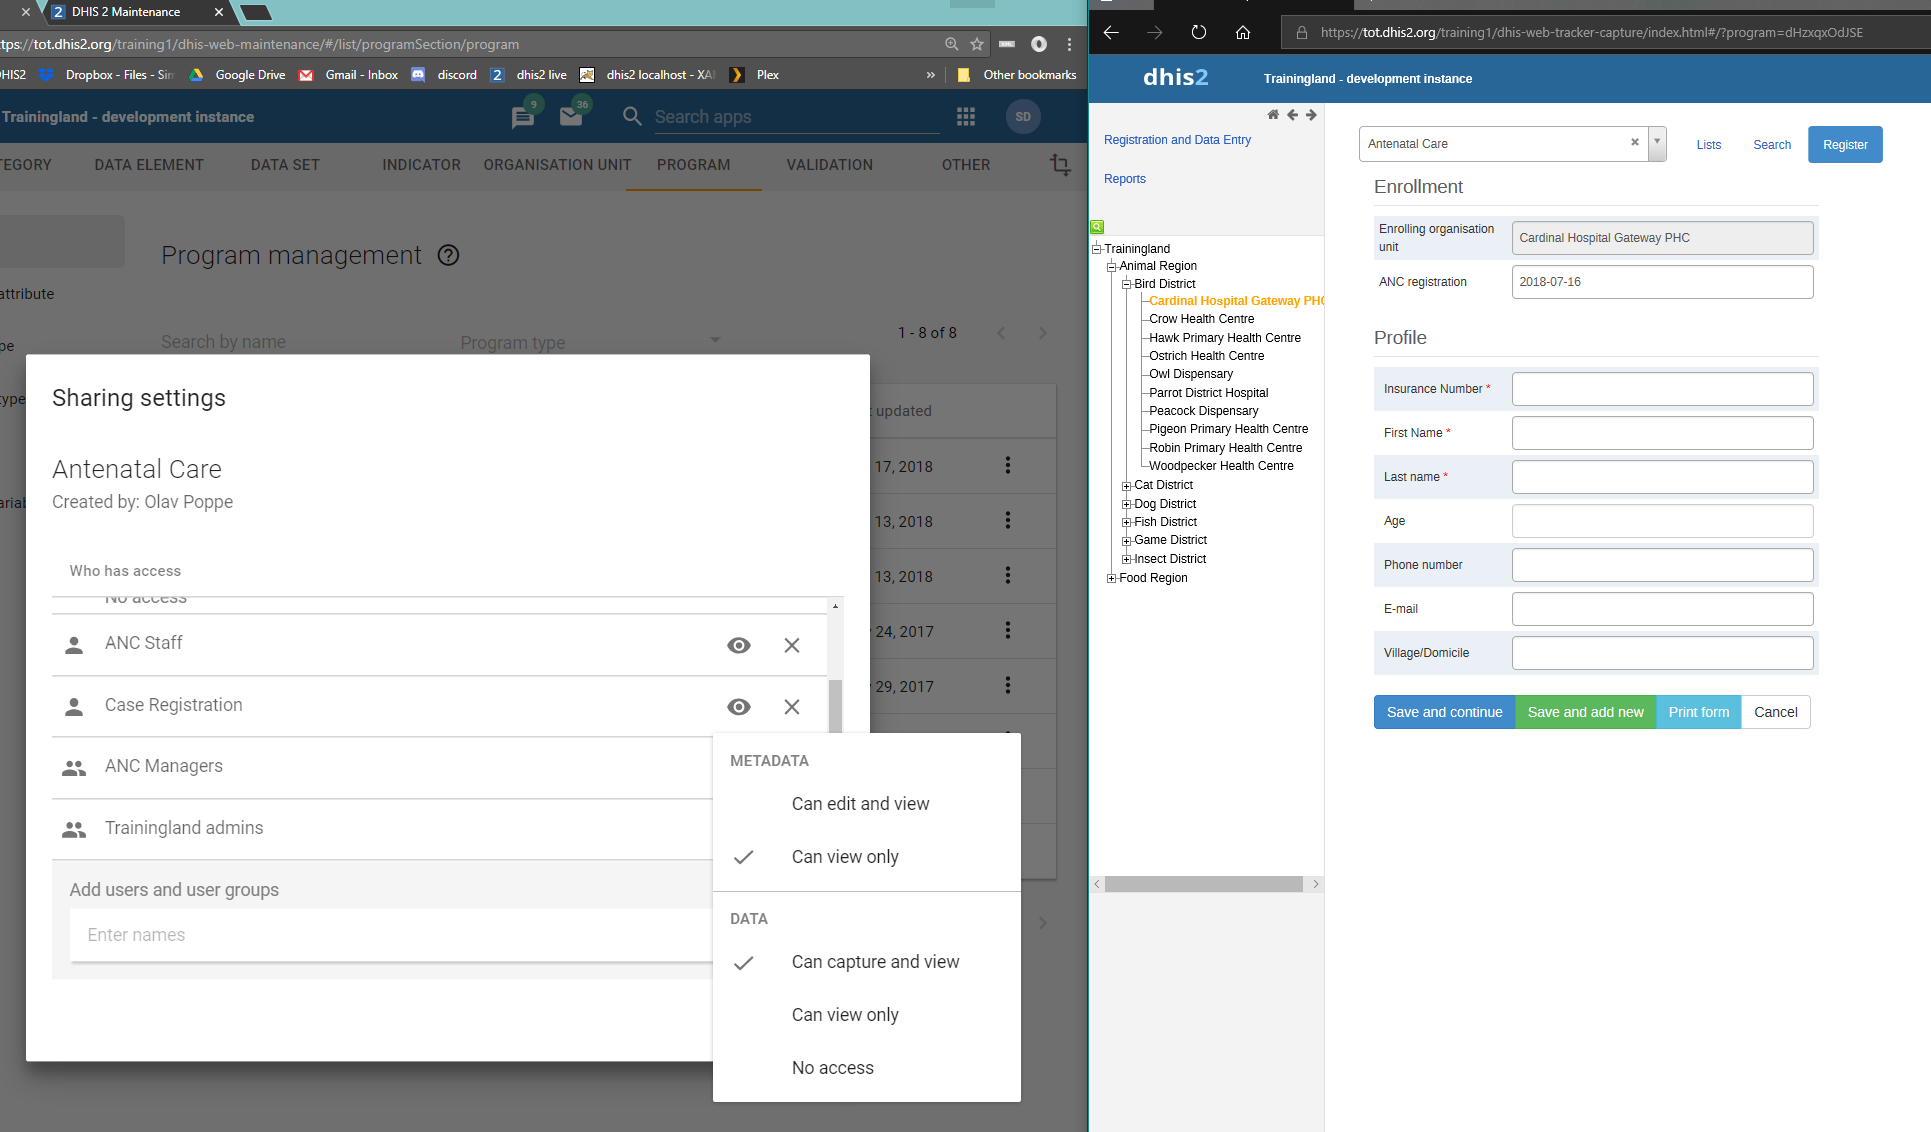 DHIS 2 Maintenance
ttps://tot.dhis2.org/training1/dhis-web-maintenance/#/list/programSection/program
HIS2
Dropbox - Files - Sim
Google Drive
Gmail - Inbox
discord
dhis2 live
dhis2 localhost - XAI
Plex
»
Other bookmarks
Trainingland - development instance
9
36
Search apps
SD
TEGORY
DATA ELEMENT
DATA SET
INDICATOR
ORGANISATION UNIT
PROGRAM
VALIDATION
OTHER
Program management
attribute
Search by name
Program type
1 - 8 of 8
pe
type
ariab
updated
17, 2018
13, 2018
13, 2018
24, 2017
29, 2017
Sharing settings
Antenatal Care
Created by: Olav Poppe
Who has access
No access
ANC Staff
Case Registration
ANC Managers
Trainingland admins
Add users and user groups
Enter names
METADATA
Can edit and view
Can view only
DATA
Can capture and view
Can view only
No access
https://tot.dhis2.org/training1/dhis-web-tracker-capture/index.html#/?program=dHzxqxOdJSE
dhis2
Trainingland - development instance
Registration and Data Entry
Reports
Trainingland
Animal Region
Bird District
Cardinal Hospital Gateway PHC
Crow Health Centre
Hawk Primary Health Centre
Ostrich Health Centre
Owl Dispensary
Parrot District Hospital
Peacock Dispensary
Pigeon Primary Health Centre
Robin Primary Health Centre
Woodpecker Health Centre
Cat District
Dog District
Fish District
Game District
Insect District
Food Region
Antenatal Care
Lists
Search
Register
Enrollment
Enrolling organisation
unit
Cardinal Hospital Gateway PHC
ANC registration
2018-07-16
Profile
Insurance Number *
First Name *
Last name *
Age
Phone number
E-mail
Village/Domicile
Save and continue
Save and add new
Print form
Cancel